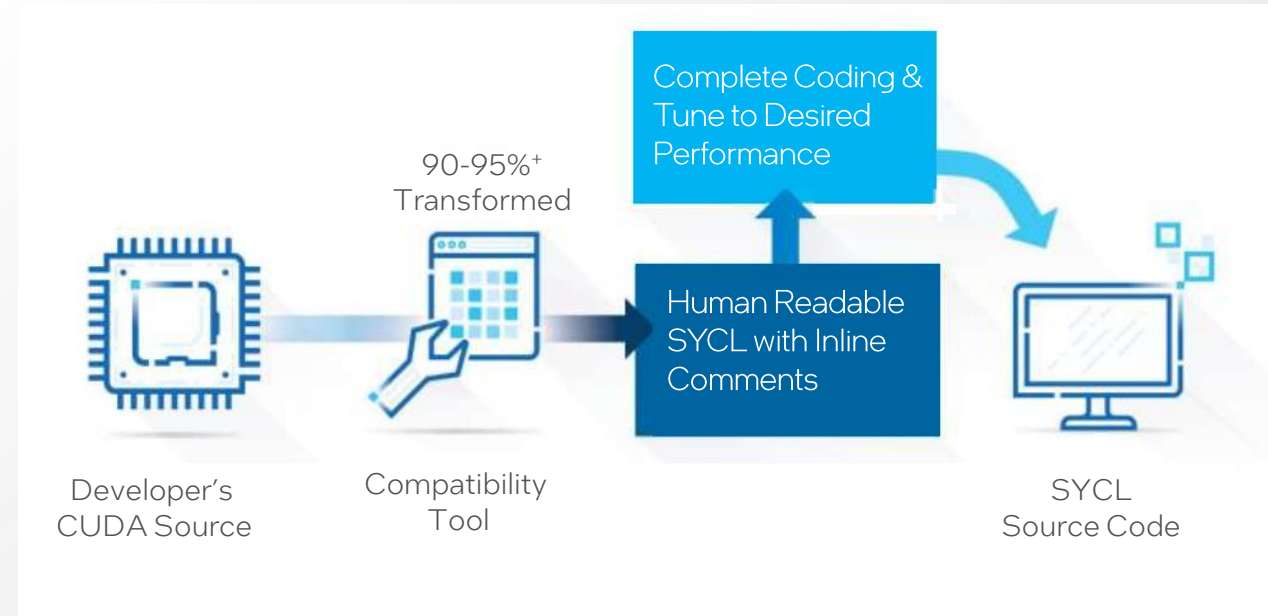 Complete Coding &
Tune to Desired
Performance
90-95%⁺
Transformed
Human Readable
SYCL with Inline
Comments
Developer's
CUDA Source
Compatibility
Tool
SYCL
Source Code